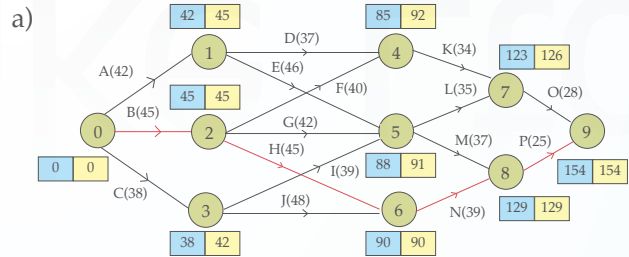 a)
42 45
85 92
1
D(37)
4
K(34)
123 126
A(42)
E(46)
7
B(45)
45 45
F(40)
L(35)
O(28)
0
2
G(42)
5
9
H(45)
M(37)
P(25)
0 0
I(39)
88 91
8
154 154
C(38)
3
J(48)
6
N(39)
129 129
38 42
90 90